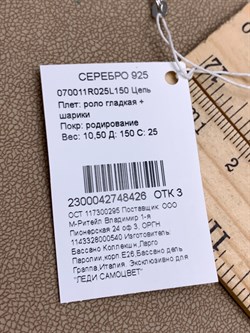 СЕРЕБРО 925
070011R025L150 Цепь
Плет: роло гладкая +
шарики
Покр: родирование
Вес: 10,50 Д: 150 С: 25
2300042748426 ОТК 3
ОСТ 117300295 Поставщик: ООО
М-Ритейл Владимир 1-я
Пионерская 24 оф 3, ОГРН
1143328000540 Изготовитель:
Бассано Коллекшн,Ларго
Паролии,корп.Е26,Бассано дель
Граппа,Италия Эксклюзивно для
"ЛЕДИ САМОЦВЕТ"